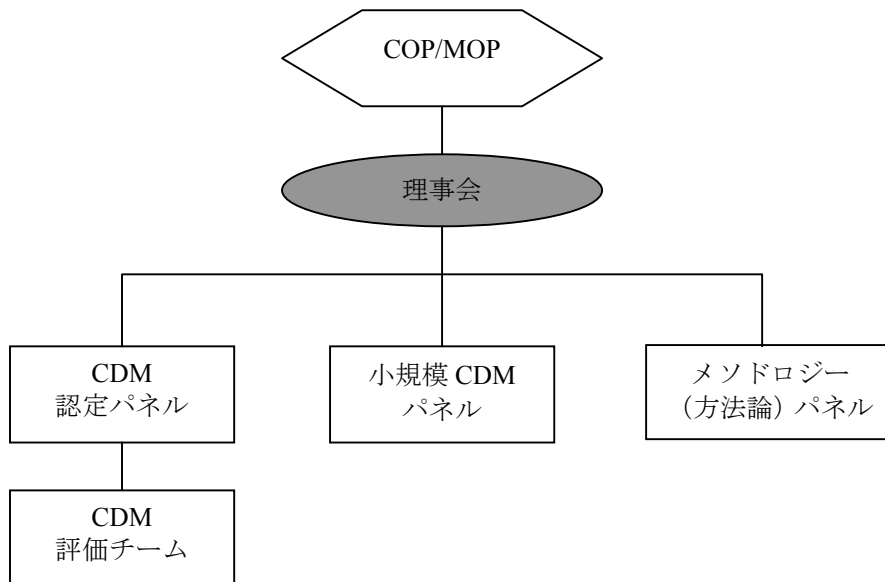 COP/MOP
理事会
CDM
認定パネル
小規模 CDM
パネル
メソドロジー
（方法論）パネル
CDM
評価チーム